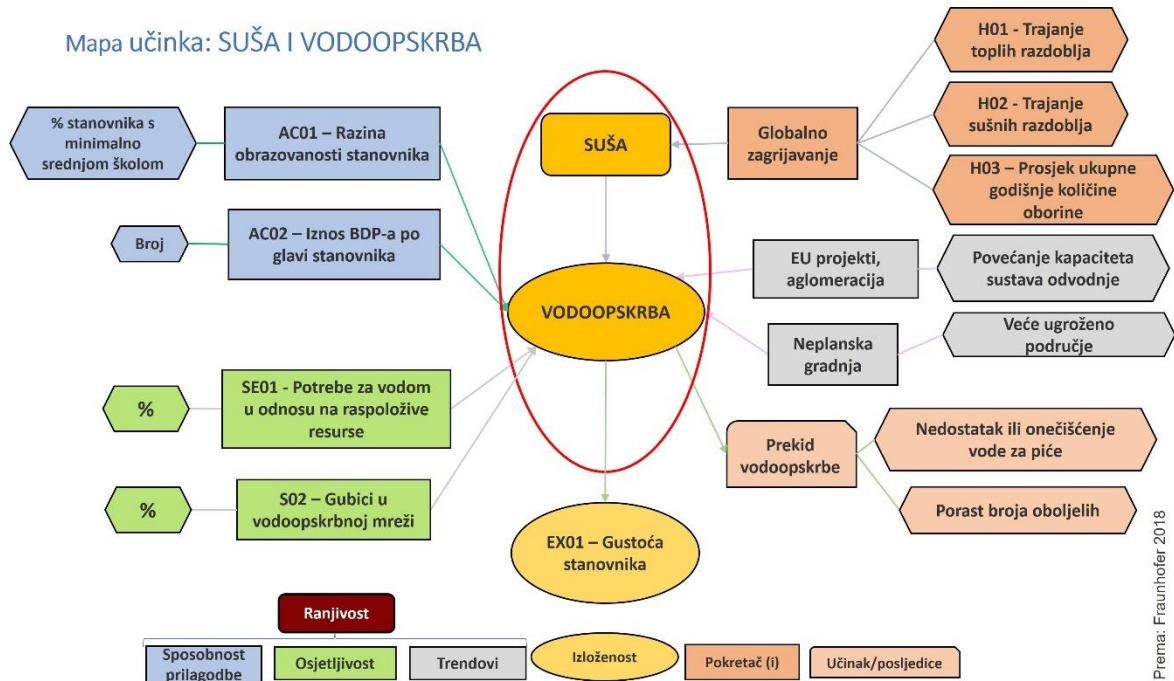 Mapa učinka: SUŠA I VODOOPSKRBA
% stanovnika s
minimalno
srednjom školom
AC01 – Razina
obrazovanosti stanovnika
Broj
AC02 – Iznos BDP-a po
glavi stanovnika
%
SE01 - Potrebe za vodom
u odnosu na raspoložive
resurse
%
S02 – Gubici u
vodoopskrbnoj mreži
SUŠA
VODOOPSKRBA
EX01 – Gustoća
stanovnika
Globalno
zagrijavanje
H01 - Trajanje
toplih razdoblja
H02 - Trajanje
sušnih razdoblja
H03 – Prosjek ukupne
godišnje količine
oborine
EU projekti,
aglomeracija
Povećanje kapaciteta
sustava odvodnje
Neplanska
gradnja
Veće ugroženo
područje
Prekid
vodoopskrbe
Nedostatak ili onečišćenje
vode za piće
Porast broja oboljelih
Prema: Fraunhofer 2018
Ranjivost
Sposobnost
prilagodbe
Osjetljivost
Trendovi
Izloženost
Pokretač (i)
Učinak/posljedice